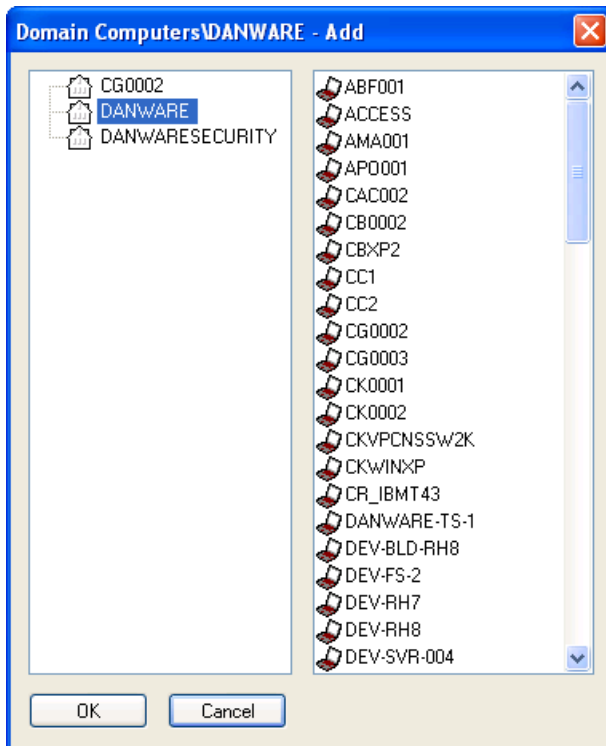 Domain Computers\DANWARE - Add
CG0002
DANWARE
DANWARESECURITY
ABF001
ACCESS
AMA001
APO001
CAC002
CB0002
CBXP2
CC1
CC2
CG0002
CG0003
CK0001
CK0002
CKVPCNSSW2K
CKWINXP
CR_IBMT43
DANWARE-TS-1
DEV-BLD-RH8
DEV-FS-2
DEV-RH7
DEV-RH8
DEV-SVR-004
OK
Cancel